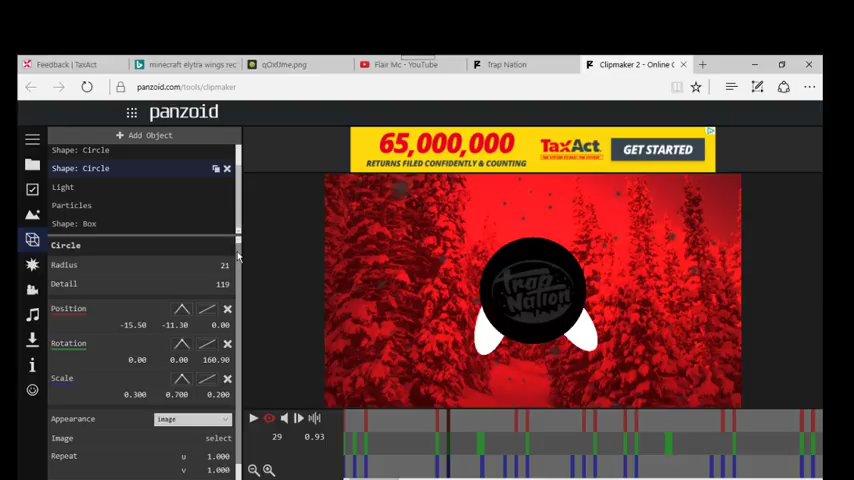 Feedback | TaxAct
minecraft elytra wings rec
qOxfJme.png
Flair Mc - YouTube
Trap Nation
Clipmaker 2 - Online C
panzoid.com/tools/clipmaker
panzoid
Add Object
Shape: Circle
Shape: Circle
Light
Particles
Shape: Box
Circle
Radius 21
Detail 119
Position
-15.50 -11.30 0.00
Rotation
0.00 0.00 160.90
Scale
0.300 0.700 0.200
Appearance image
Image select
Repeat u 1.000
v 1.000
65,000,000
RETURNS FILED CONFIDENTLY & COUNTING
TaxAct
GET STARTED
Trap
Nation
29 0.93